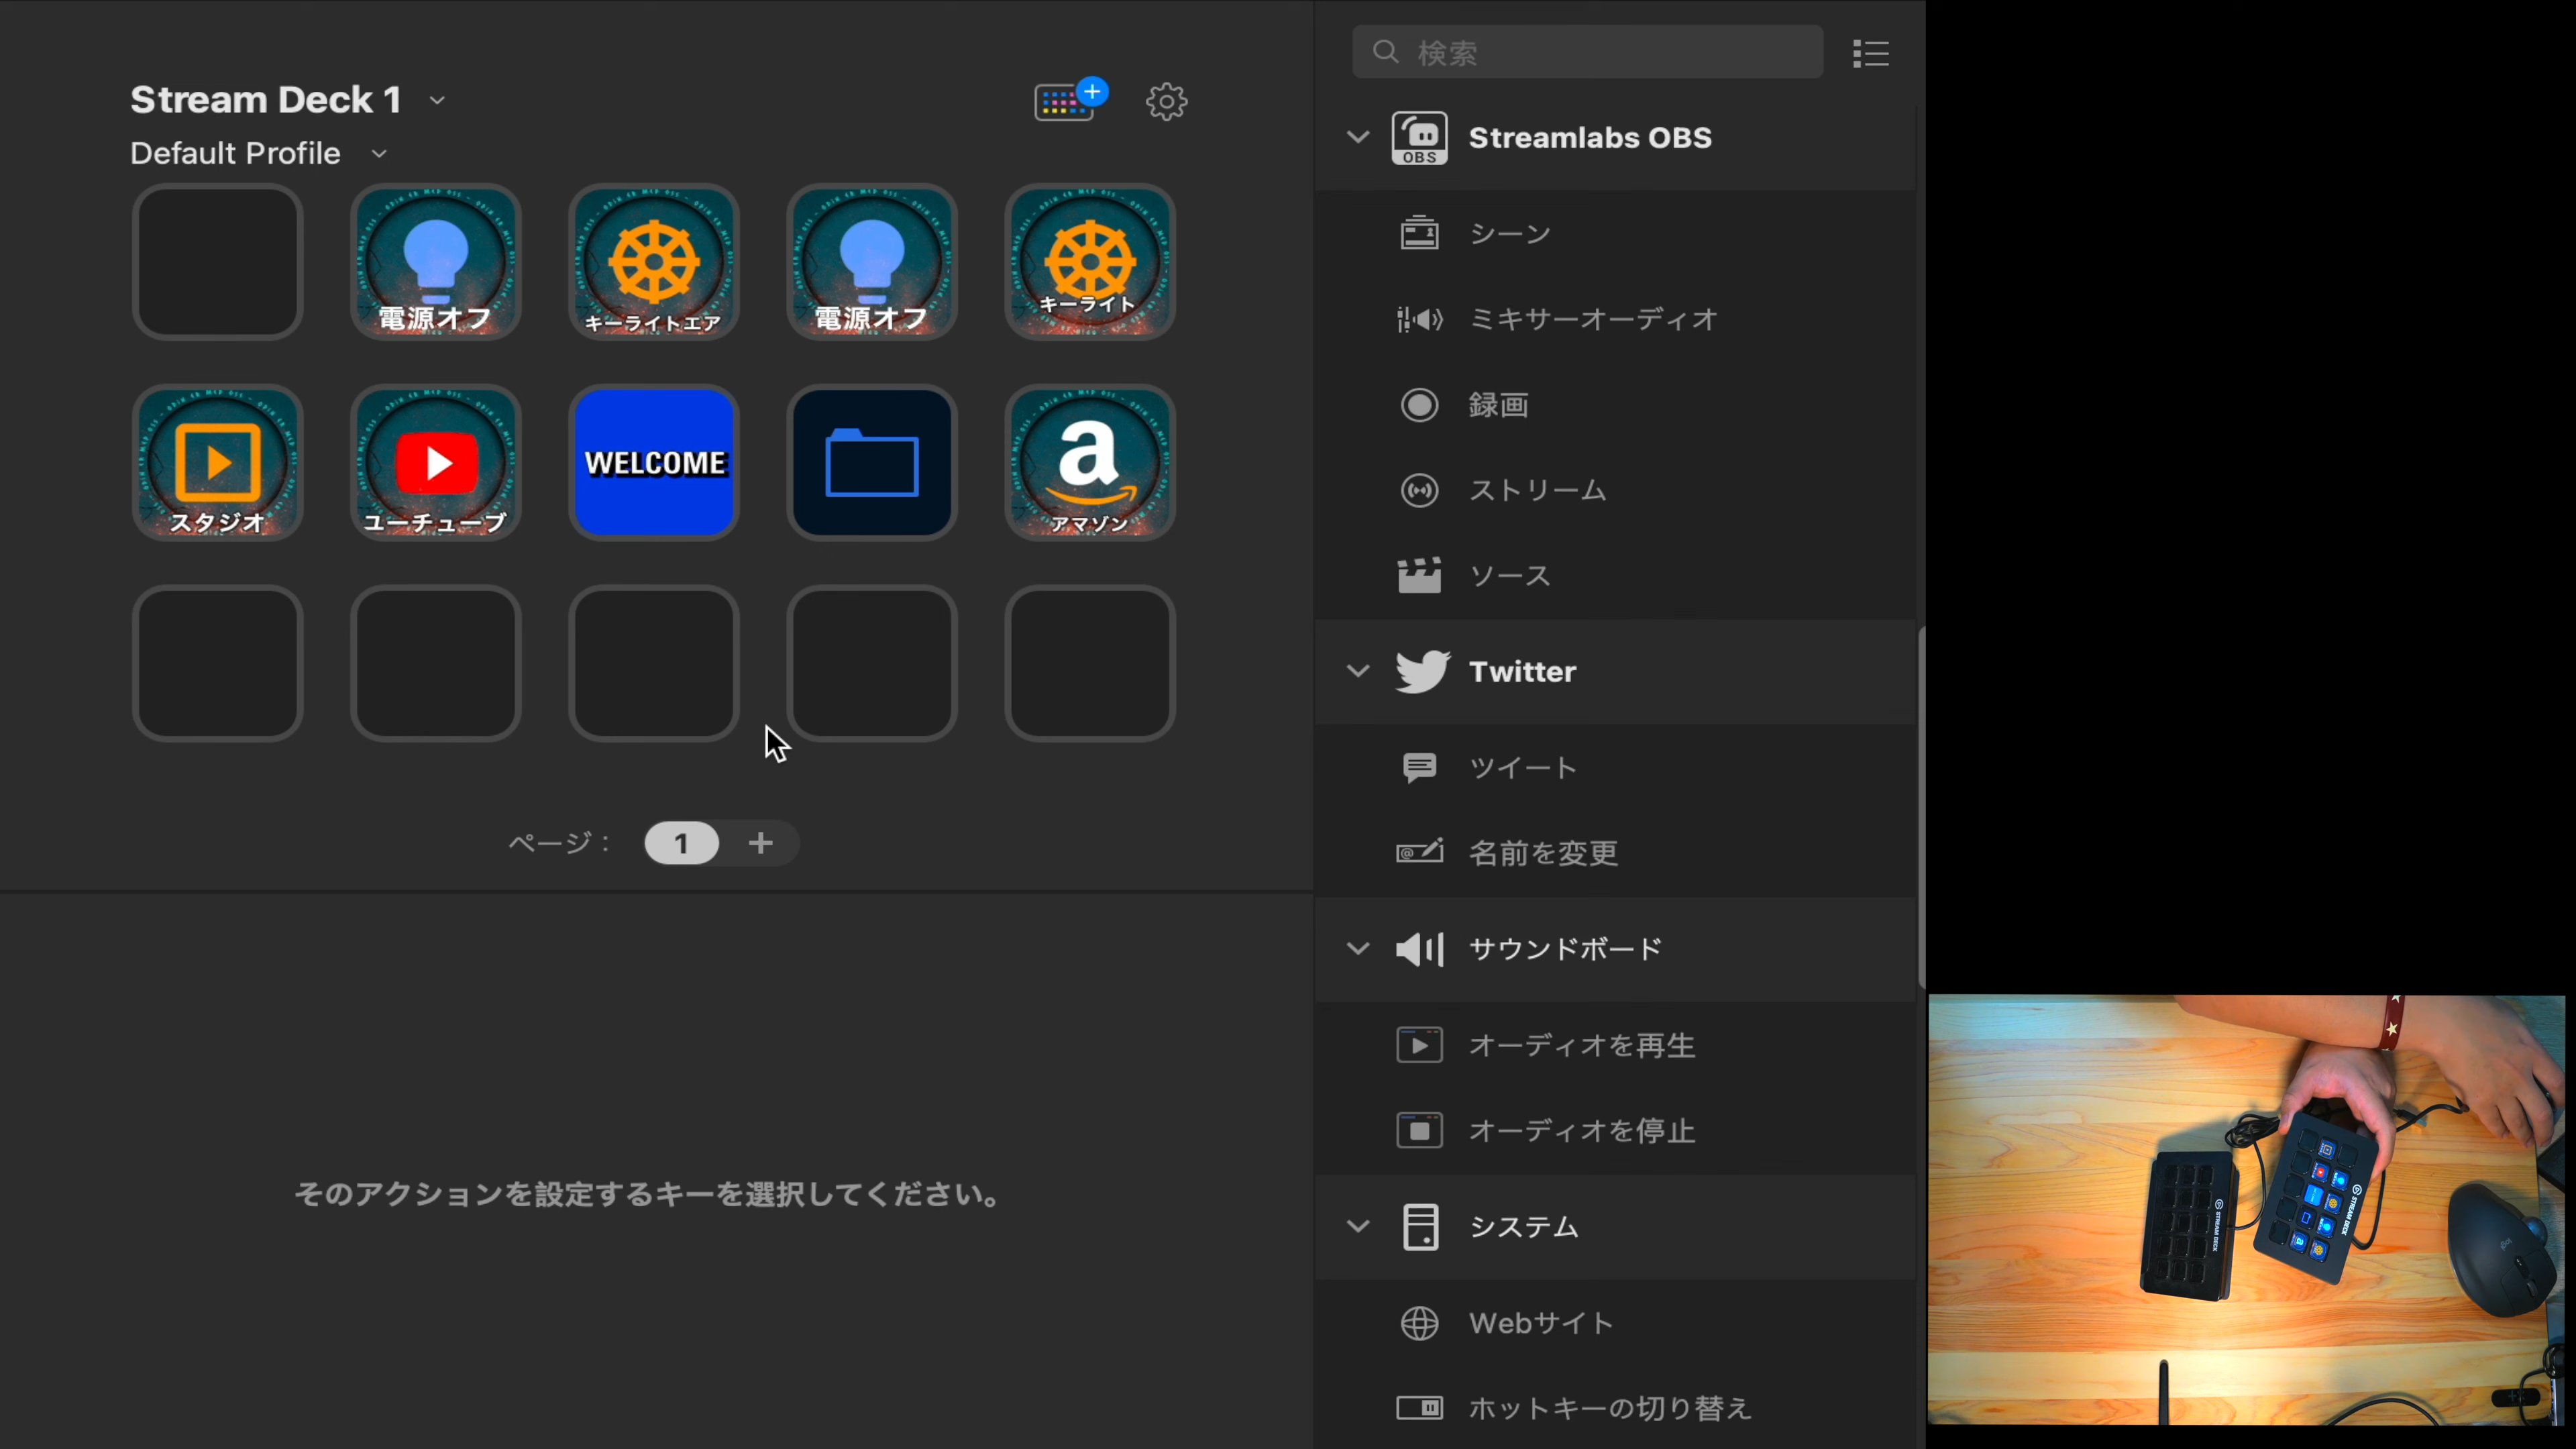 Stream Deck 1
Default Profile
電源オフ
キーライトエア
電源オフ
キーライト
スタジオ
ユーチューブ
WELCOME
アマゾン
ページ：
1
+
そのアクションを設定するキーを選択してください。
検索
OBS
Streamlabs OBS
シーン
ミキサーオーディオ
録画
ストリーム
ソース
Twitter
ツイート
名前を変更
サウンドボード
オーディオを再生
オーディオを停止
システム
Webサイト
ホットキーの切り替え
STREAM DECK
STREAM DECK